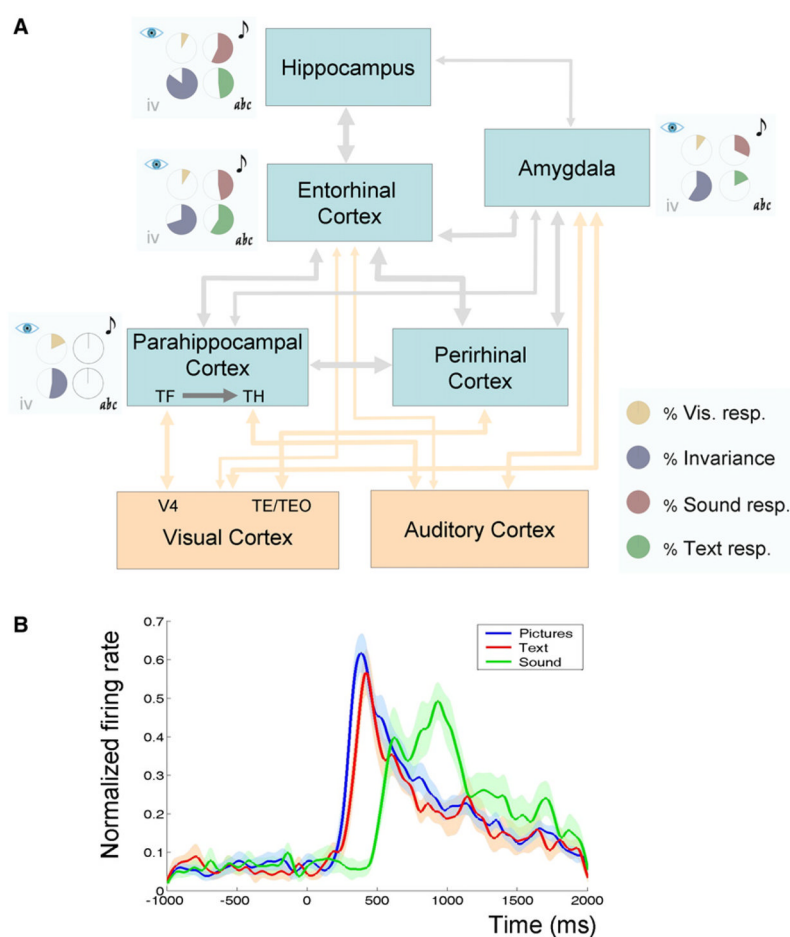 A
iv
abc
Hippocampus
iv
abc
Entorhinal
Cortex
Amygdala
iv
abc
iv
abc
Parahippocampal
Cortex
TF
TH
Perirhinal
Cortex
% Vis. resp.
% Invariance
% Sound resp.
% Text resp.
V4
TE/TEO
Visual Cortex
Auditory Cortex
B
Normalized firing rate
0.7
0.6
0.5
0.4
0.3
0.2
0.1
0
Pictures
Text
Sound
-1000 -500 0 500 1000 1500 2000
Time (ms)